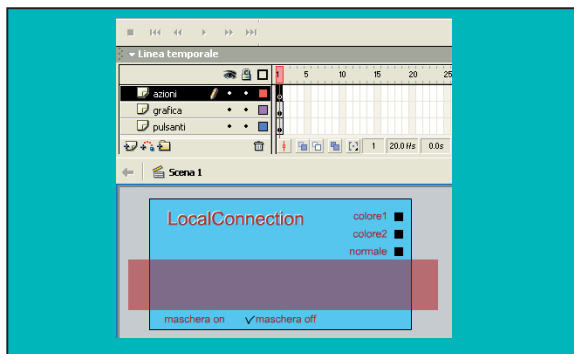 Linea temporale
1 5 10 15 20 25
azioni
grafica
pulsanti
1 20.0 Hs 0.0s
Scena 1
LocalConnection
colore1
colore2
normale
maschera on maschera off